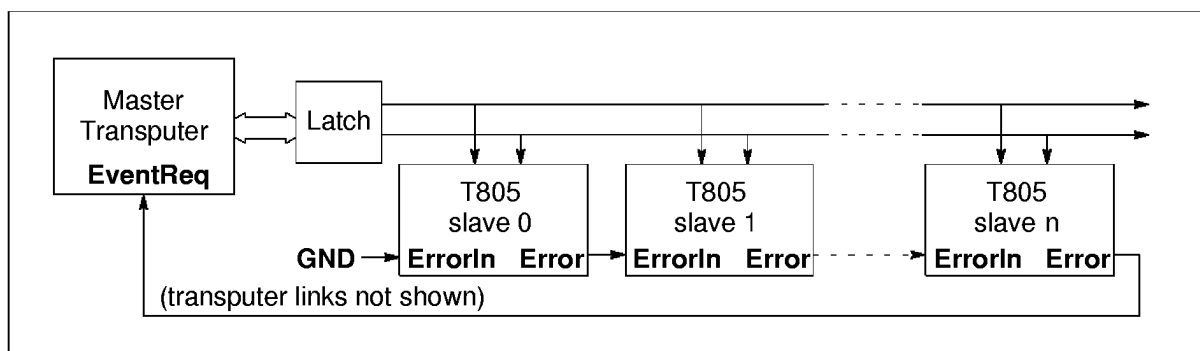 Master
Transputer
EventReq
Latch
T805
slave 0
GND
ErrorIn
Error
T805
slave 1
ErrorIn
Error
T805
slave n
ErrorIn
Error
(transputer links not shown)